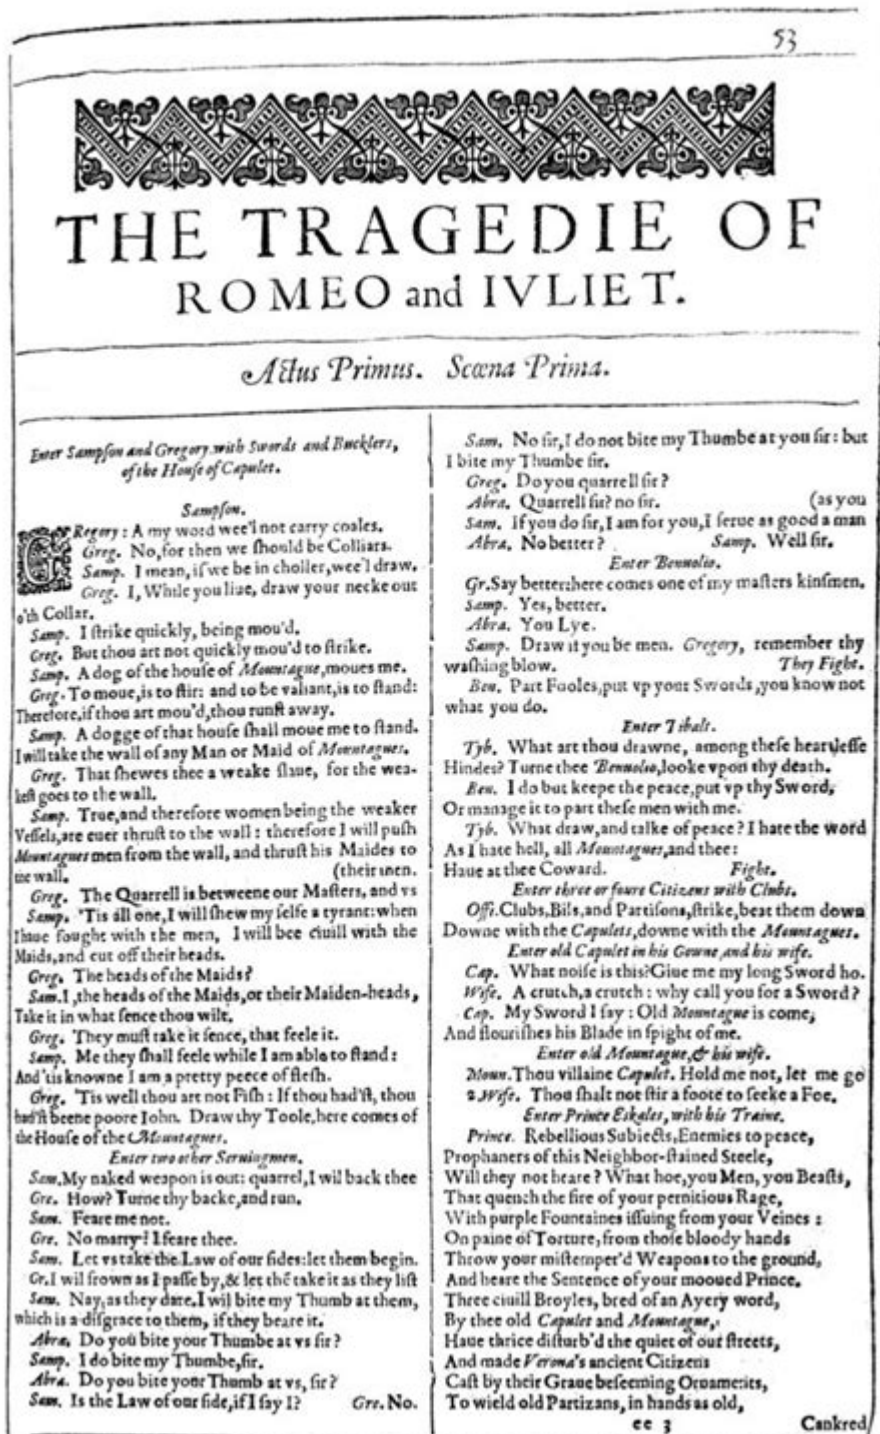 53
THE TRAGEDIE OF
ROMEO and IVLIET.
Actus Primus. Scœna Prima.
Enter Sampſon and Gregory, with Swords and Bucklers,
of the Houſe of Capulet.
Sampſon.
GRegory: A my word wee'l not carry coales.
Greg. No, for then we ſhould be Colliars.
Samp. I mean, if we be in choller, wee'l draw.
Greg. I, While you liue, draw your necke out
o'th Collar.
Samp. I ſtrike quickly, being mou'd.
Greg. But thou art not quickly mou'd to ſtrike.
Samp. A dog of the houſe of Mountague, moues me.
Greg. To moue, is to ſtir: and to be valiant, is to ſtand:
Therefore, if thou art mou'd, thou runſt away.
Samp. A dogge of that houſe ſhall moue me to ſtand.
I will take the wall of any Man or Maid of Mountagues.
Greg. That ſhewes thee a weake ſlaue, for the wea-
keſt goes to the wall.
Samp. True, and therefore women being the weaker
Veſſels, are euer thruſt to the wall: therefore I will puſh
Mountagues men from the wall, and thruſt his Maides to
the wall. (their men.
Greg. The Quarrell is betweene our Maſters, and vs
Samp. 'Tis all one, I will ſhew my ſelfe a tyrant: when
I haue fought with the men, I will bee ciuill with the
Maids, and cut off their heads.
Greg. The heads of the Maids?
Sam. I, the heads of the Maids, or their Maiden-heads,
Take it in what ſence thou wilt.
Greg. They muſt take it ſence, that feele it.
Samp. Me they ſhall feele while I am able to ſtand:
And 'tis knowne I am a pretty peece of fleſh.
Greg. 'Tis well thou art not Fiſh: If thou had'ſt, thou
had'ſt beene poore Iohn. Draw thy Toole, here comes of
the Houſe of the Mountagues.
Enter two other Seruingmen.
Sam. My naked weapon is out: quarrel, I wil back thee
Gre. How? Turne thy backe, and run.
Sam. Feare me not.
Gre. No marry: I feare thee.
Sam. Let vs take the Law of our ſides: let them begin.
Gr. I wil frown as I paſſe by, & let thẽ take it as they liſt
Sam. Nay, as they dare. I wil bite my Thumb at them,
which is a diſgrace to them, if they beare it.
Abra. Do you bite your Thumbe at vs ſir?
Samp. I do bite my Thumbe, ſir.
Abra. Do you bite your Thumb at vs, ſir?
Sam. Is the Law of our ſide, if I ſay I? Gre. No.
Sam. No ſir, I do not bite my Thumbe at you ſir: but
I bite my Thumbe ſir.
Greg. Do you quarrell ſir?
Abra. Quarrell ſir? no ſir. (as you
Sam. If you do ſir, I am for you, I ſerue as good a man
Abra. No better? Samp. Well ſir.
Enter Benuolio.
Gr. Say better: here comes one of my maſters kinſmen.
Samp. Yes, better.
Abra. You Lye.
Samp. Draw if you be men. Gregory, remember thy
waſhing blow. They Fight.
Ben. Part Fooles, put vp your Swords, you know not
what you do.
Enter Tibalt.
Tyb. What art thou drawne, among theſe heartleſſe
Hindes? Turne thee Benuolio, looke vpon thy death.
Ben. I do but keepe the peace, put vp thy Sword,
Or manage it to part theſe men with me.
Tyb. What draw, and talke of peace? I hate the word
As I hate hell, all Mountagues, and thee:
Haue at thee Coward. Fight.
Enter three or foure Citizens with Clubs.
Offi. Clubs, Bils, and Partiſons, ſtrike, beat them down
Downe with the Capulets, downe with the Mountagues.
Enter old Capulet in his Gowne, and his wife.
Cap. What noiſe is this? Giue me my long Sword ho.
Wife. A crutch, a crutch: why call you for a Sword?
Cap. My Sword I ſay: Old Mountague is come,
And flouriſhes his Blade in ſpight of me.
Enter old Mountague, & his wife.
Moun. Thou villaine Capulet. Hold me not, let me go
2. Wife. Thou ſhalt not ſtir a foote to ſeeke a Foe.
Enter Prince Eskales, with his Traine.
Prince. Rebellious Subiects, Enemies to peace,
Prophaners of this Neighbor-ſtained Steele,
Will they not heare? What hoe, you Men, you Beaſts,
That quench the fire of your pernitious Rage,
With purple Fountaines iſſuing from your Veines:
On paine of Torture, from thoſe bloody hands
Throw your miſtemper'd Weapons to the ground,
And heare the Sentence of your mooued Prince.
Three ciuill Broyles, bred of an Ayery word,
By thee old Capulet and Mountague,
Haue thrice diſturb'd the quiet of our ſtreets,
And made Verona's ancient Citizens
Caſt by their Graue beſeeming Ornaments,
To wield old Partizans, in hands as old,
ee 3 Cankred